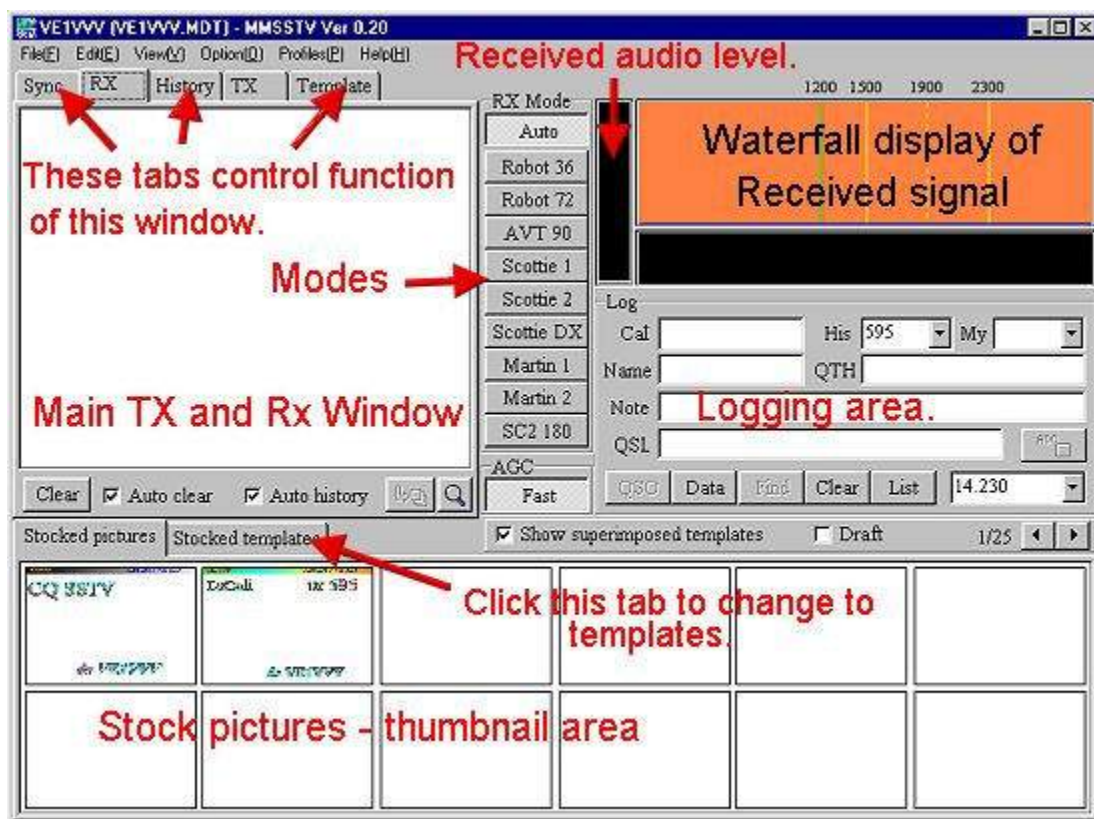 VE1VVV (VE1VVV.MDT) - MMSSTV Ver 0.20
File(F) Edit(E) View(V) Option(O) Profiles(P) Help(H)
Received audio level.
Sync RX History TX Template
1200 1500 1900 2300
RX Mode
Auto
Robot 36
Robot 72
AVT 90
Scottie 1
Scottie 2
Scottie DX
Martin 1
Martin 2
SC2 180
These tabs control function
of this window.
Modes
Main TX and Rx Window
Waterfall display of
Received signal
Log
Call His 595 My
Name QTH
Note Logging area.
QSL
AGC
Fast
QSO Data Find Clear List 14.230
Clear Auto clear Auto history
Stocked pictures Stocked templates
Show superimposed templates Draft 1/25
CQ SSTV
de VE1VVV
ur 595
de VE1VVV
Click this tab to change to
templates.
Stock pictures - thumbnail area